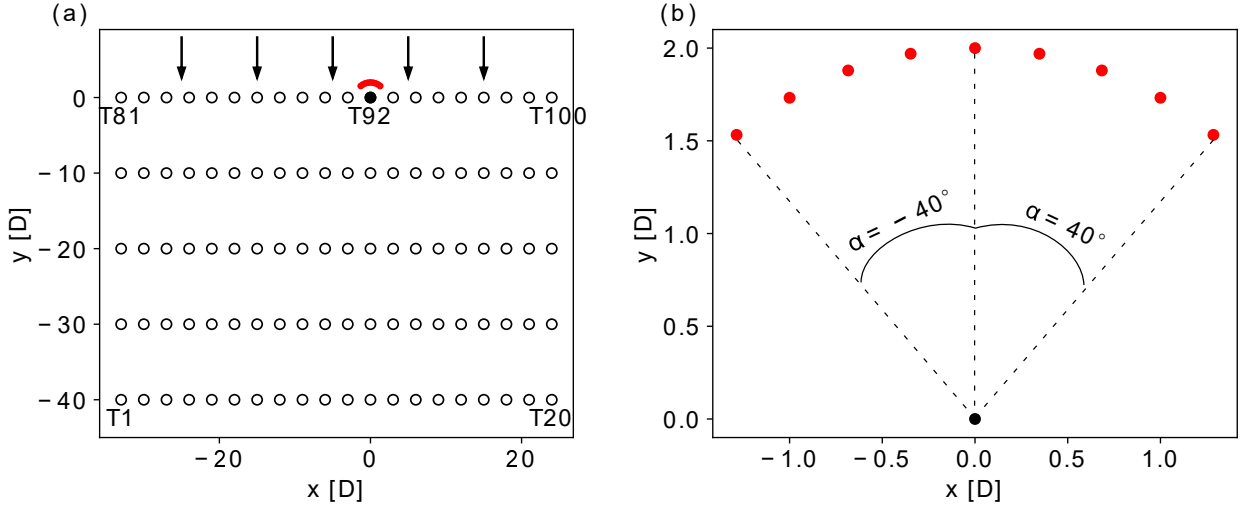 (a)
0
− 10
− 20
− 30
− 40
y [D]
T81
T92
T100
T1
T20
− 20
0
20
x [D]
(b)
2.0
1.5
1.0
0.5
0.0
y [D]
α = − 40°
α = 40°
− 1.0
− 0.5
0.0
0.5
1.0
x [D]